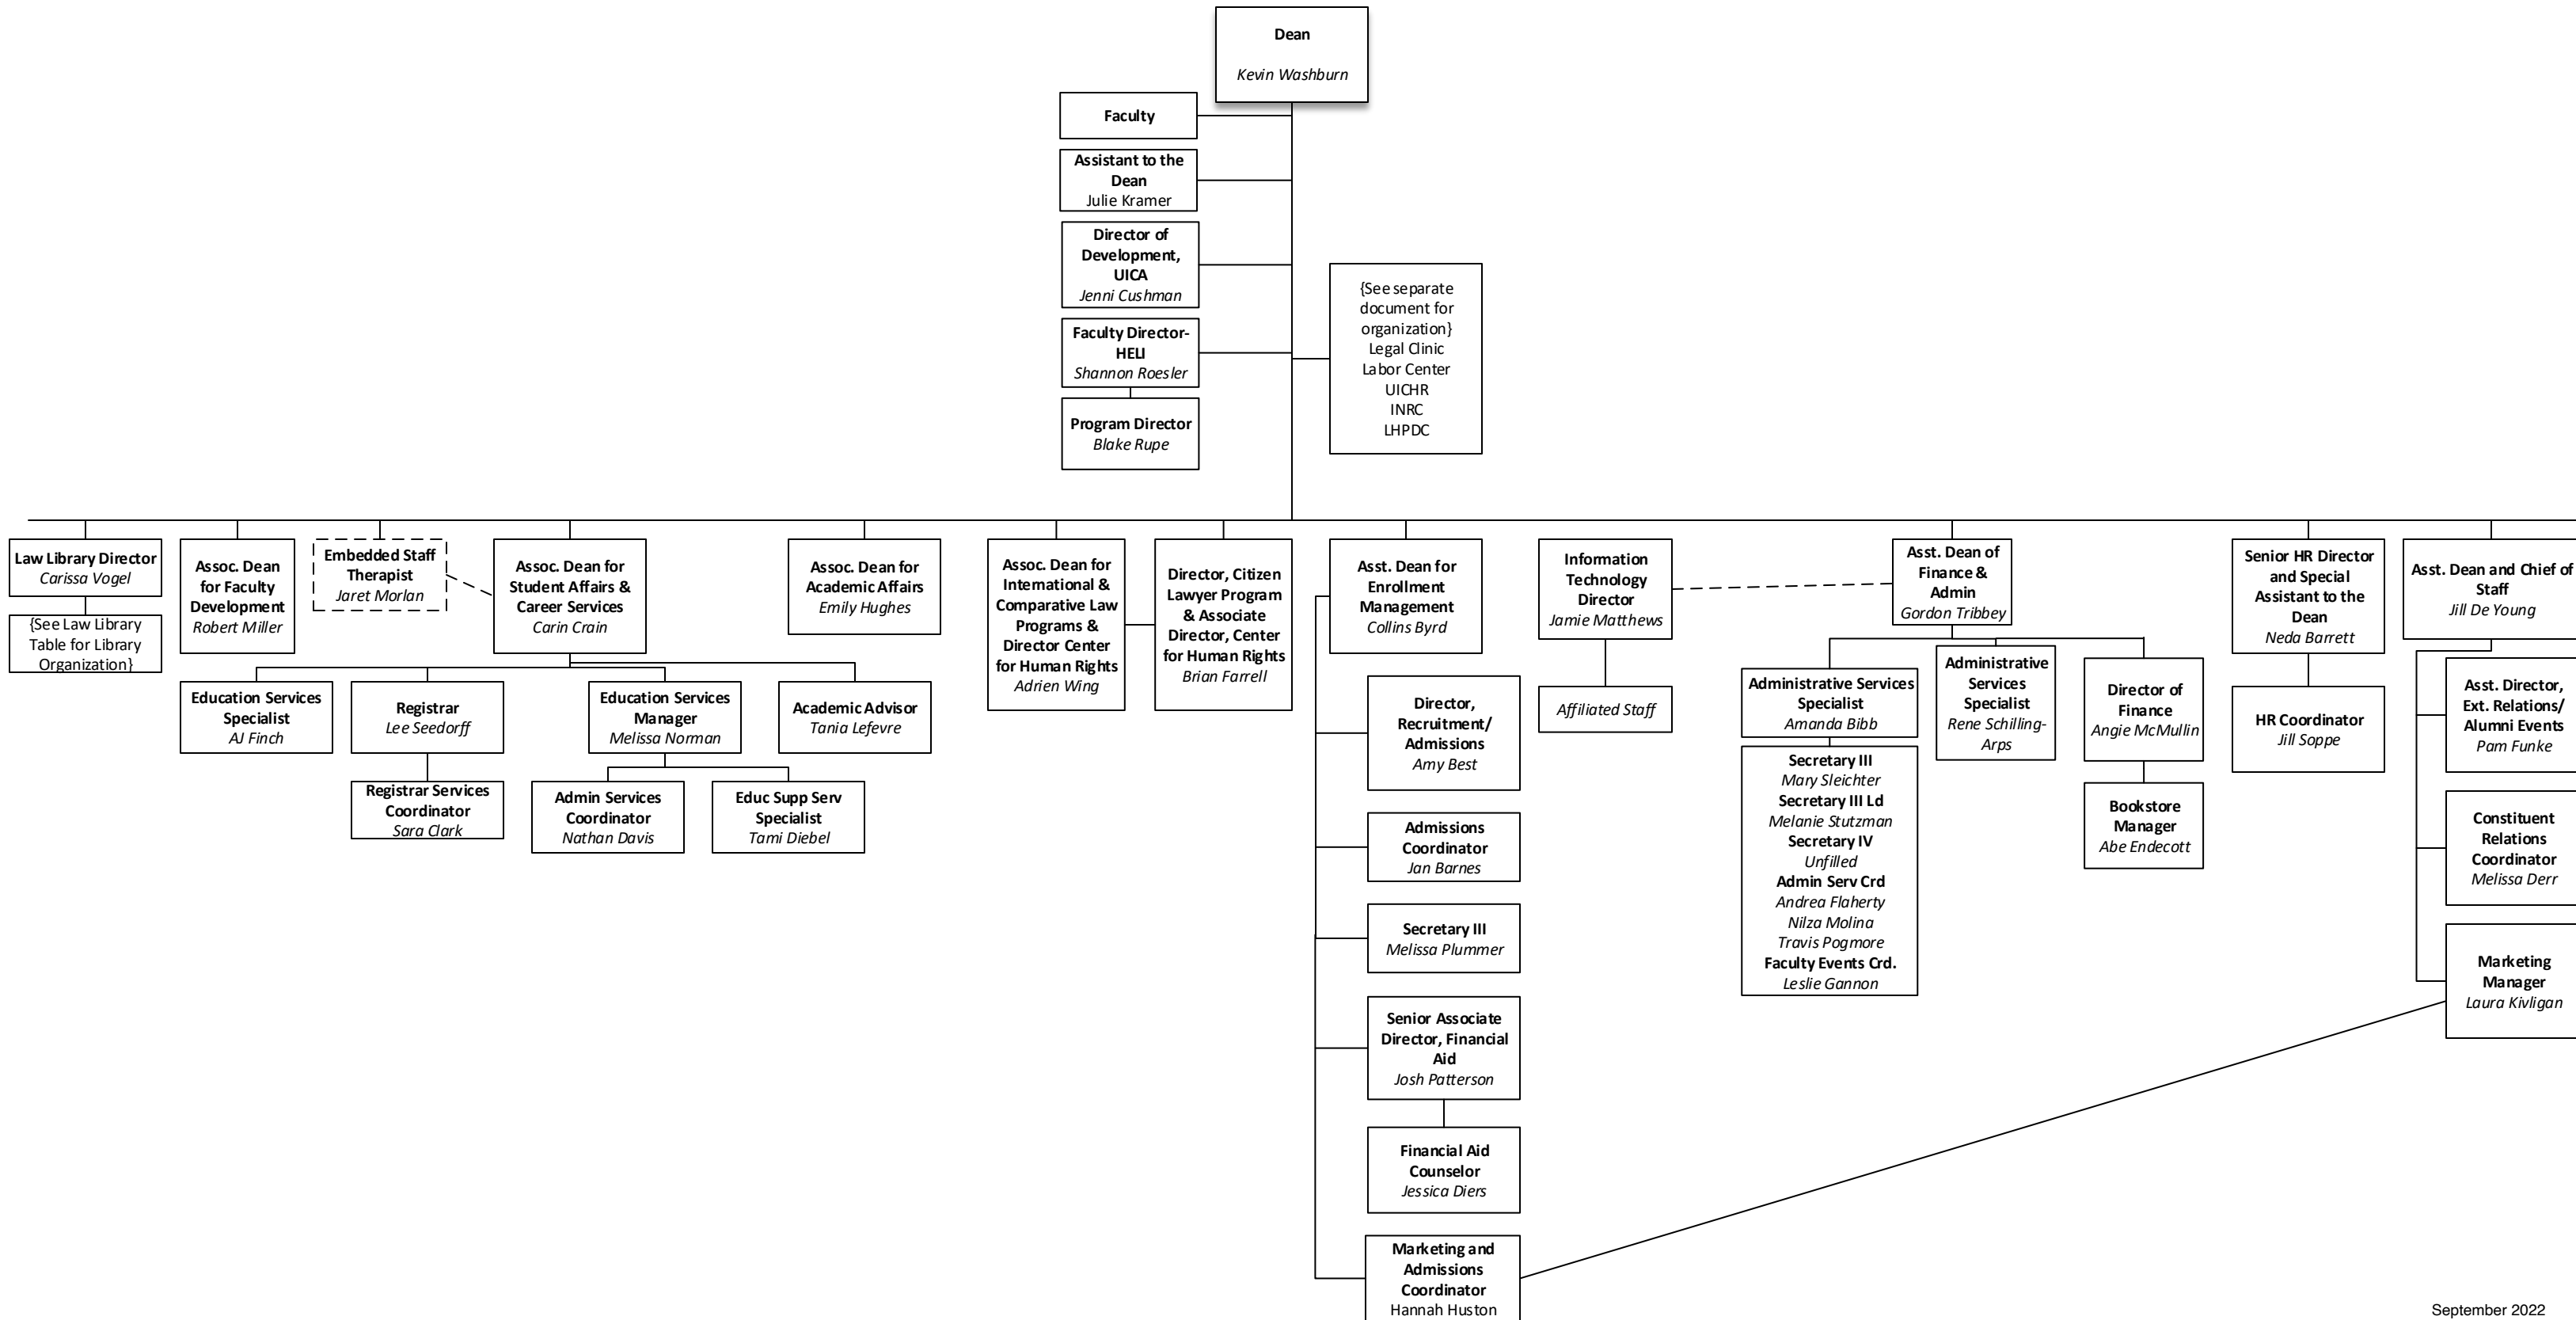 Dean
Kevin Washburn
Faculty
Assistant to the
Dean
Julie Kramer
Director of
Development,
UICA
Jenni Cushman
Faculty Director-
HELI
Shannon Roesler
Program Director
Blake Rupe
{See separate
document for
organization}
Legal Clinic
Labor Center
UICHR
INRC
LHPDC
Law Library Director
Carissa Vogel
{See Law Library
Table for Library
Organization}
Assoc. Dean
for Faculty
Development
Robert Miller
Embedded Staff
Therapist
Jaret Morlan
Assoc. Dean for
Student Affairs &
Career Services
Carin Crain
Education Services
Specialist
AJ Finch
Registrar
Lee Seedorff
Registrar Services
Coordinator
Sara Clark
Education Services
Manager
Melissa Norman
Admin Services
Coordinator
Nathan Davis
Educ Supp Serv
Specialist
Tami Diebel
Academic Advisor
Tania Lefevre
Assoc. Dean for
Academic Affairs
Emily Hughes
Assoc. Dean for
International &
Comparative Law
Programs &
Director Center
for Human Rights
Adrien Wing
Director, Citizen
Lawyer Program
& Associate
Director, Center
for Human Rights
Brian Farrell
Asst. Dean for
Enrollment
Management
Collins Byrd
Director,
Recruitment/
Admissions
Amy Best
Admissions
Coordinator
Jan Barnes
Secretary III
Melissa Plummer
Senior Associate
Director, Financial
Aid
Josh Patterson
Financial Aid
Counselor
Jessica Diers
Marketing and
Admissions
Coordinator
Hannah Huston
Information
Technology
Director
Jamie Matthews
Affiliated Staff
Asst. Dean of
Finance &
Admin
Gordon Tribbey
Administrative Services
Specialist
Amanda Bibb
Secretary III
Mary Sleichter
Secretary III Ld
Melanie Stutzman
Secretary IV
Unfilled
Admin Serv Crd
Andrea Flaherty
Nilza Molina
Travis Pogmore
Faculty Events Crd.
Leslie Gannon
Administrative
Services
Specialist
Rene Schilling-
Arps
Director of
Finance
Angie McMullin
Bookstore
Manager
Abe Endecott
Senior HR Director
and Special
Assistant to the
Dean
Neda Barrett
HR Coordinator
Jill Soppe
Asst. Dean and Chief of
Staff
Jill De Young
Asst. Director,
Ext. Relations/
Alumni Events
Pam Funke
Constituent
Relations
Coordinator
Melissa Derr
Marketing
Manager
Laura Kivligan
September 2022